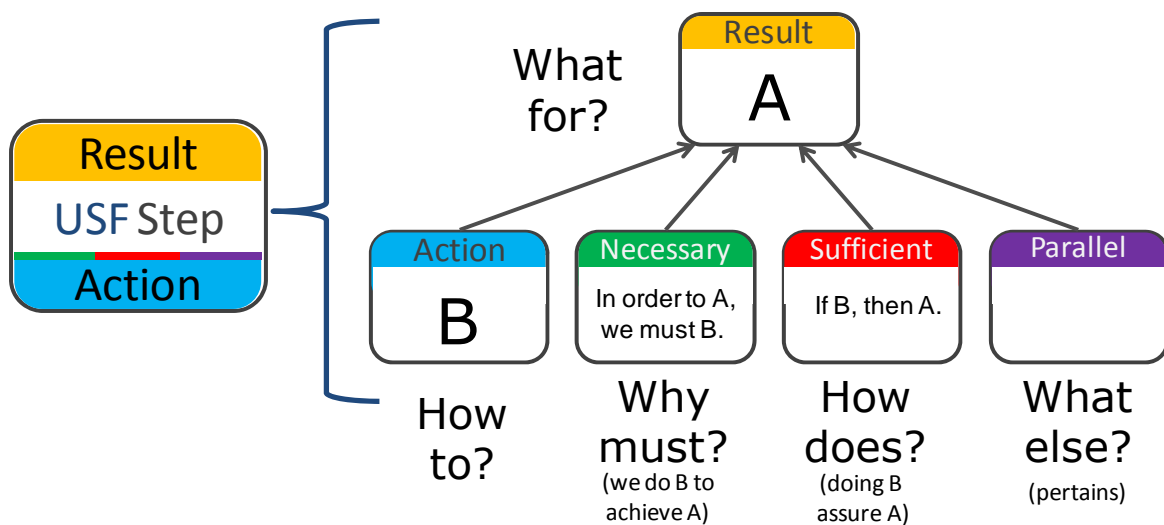 Result
USF Step
Action
What
for?
Result
A
Action
B
How
to?
Necessary
In order to A,
we must B.
Why
must?
(we do B to
achieve A)
Sufficient
If B, then A.
How
does?
(doing B
assure A)
Parallel
What
else?
(pertains)